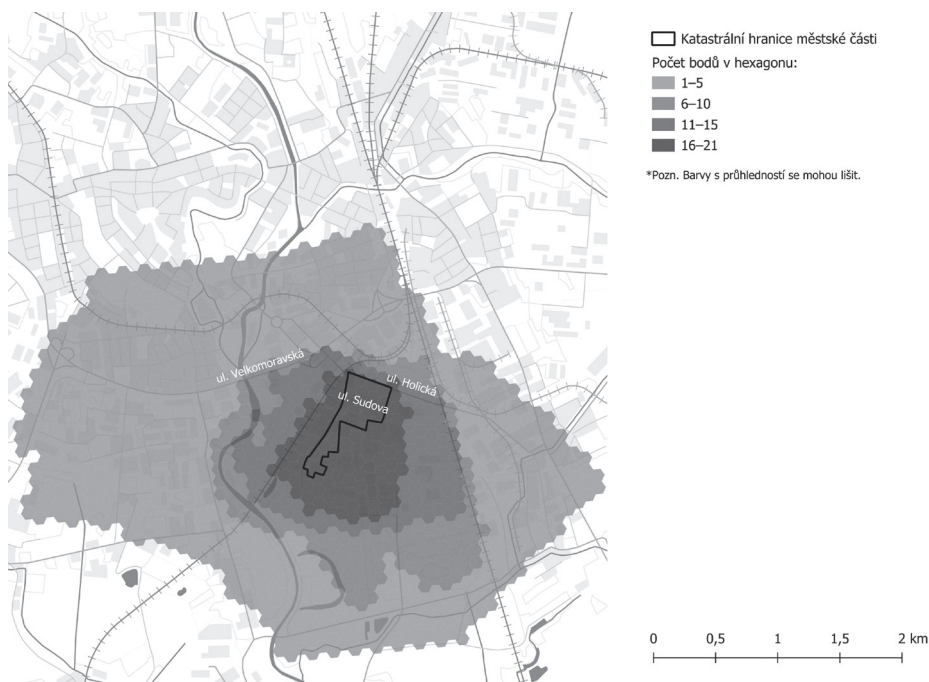 Katastrální hranice městské části
Počet bodů v hexagonu:
1–5
6–10
11–15
16–21
*Pozn. Barvy s průhledností se mohou lišit.
ul. Velkomoravská
ul. Holická
ul. Sudova
0 0,5 1 1,5 2 km